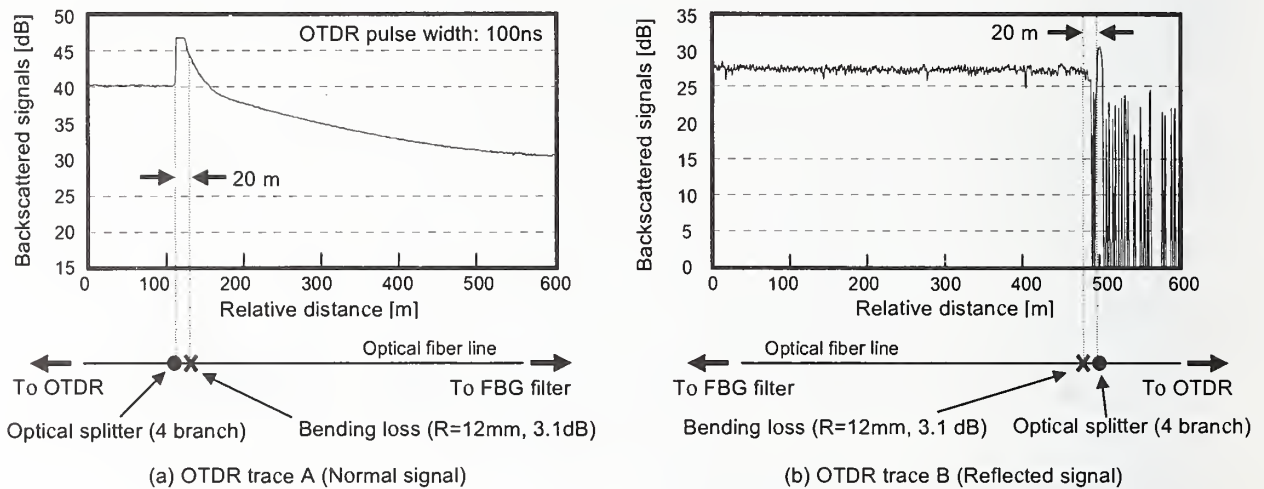 Backscattered signals [dB]
50
45
40
35
30
25
20
15
OTDR pulse width: 100ns
20 m
0 100 200 300 400 500 600
Relative distance [m]
Optical fiber line
To OTDR
To FBG filter
Optical splitter (4 branch)
Bending loss (R=12mm, 3.1dB)
(a) OTDR trace A (Normal signal)
Backscattered signals [dB]
35
30
25
20
15
10
5
0
20 m
0 100 200 300 400 500 600
Relative distance [m]
Optical fiber line
To FBG filter
To OTDR
Bending loss (R=12mm, 3.1 dB)
Optical splitter (4 branch)
(b) OTDR trace B (Reflected signal)